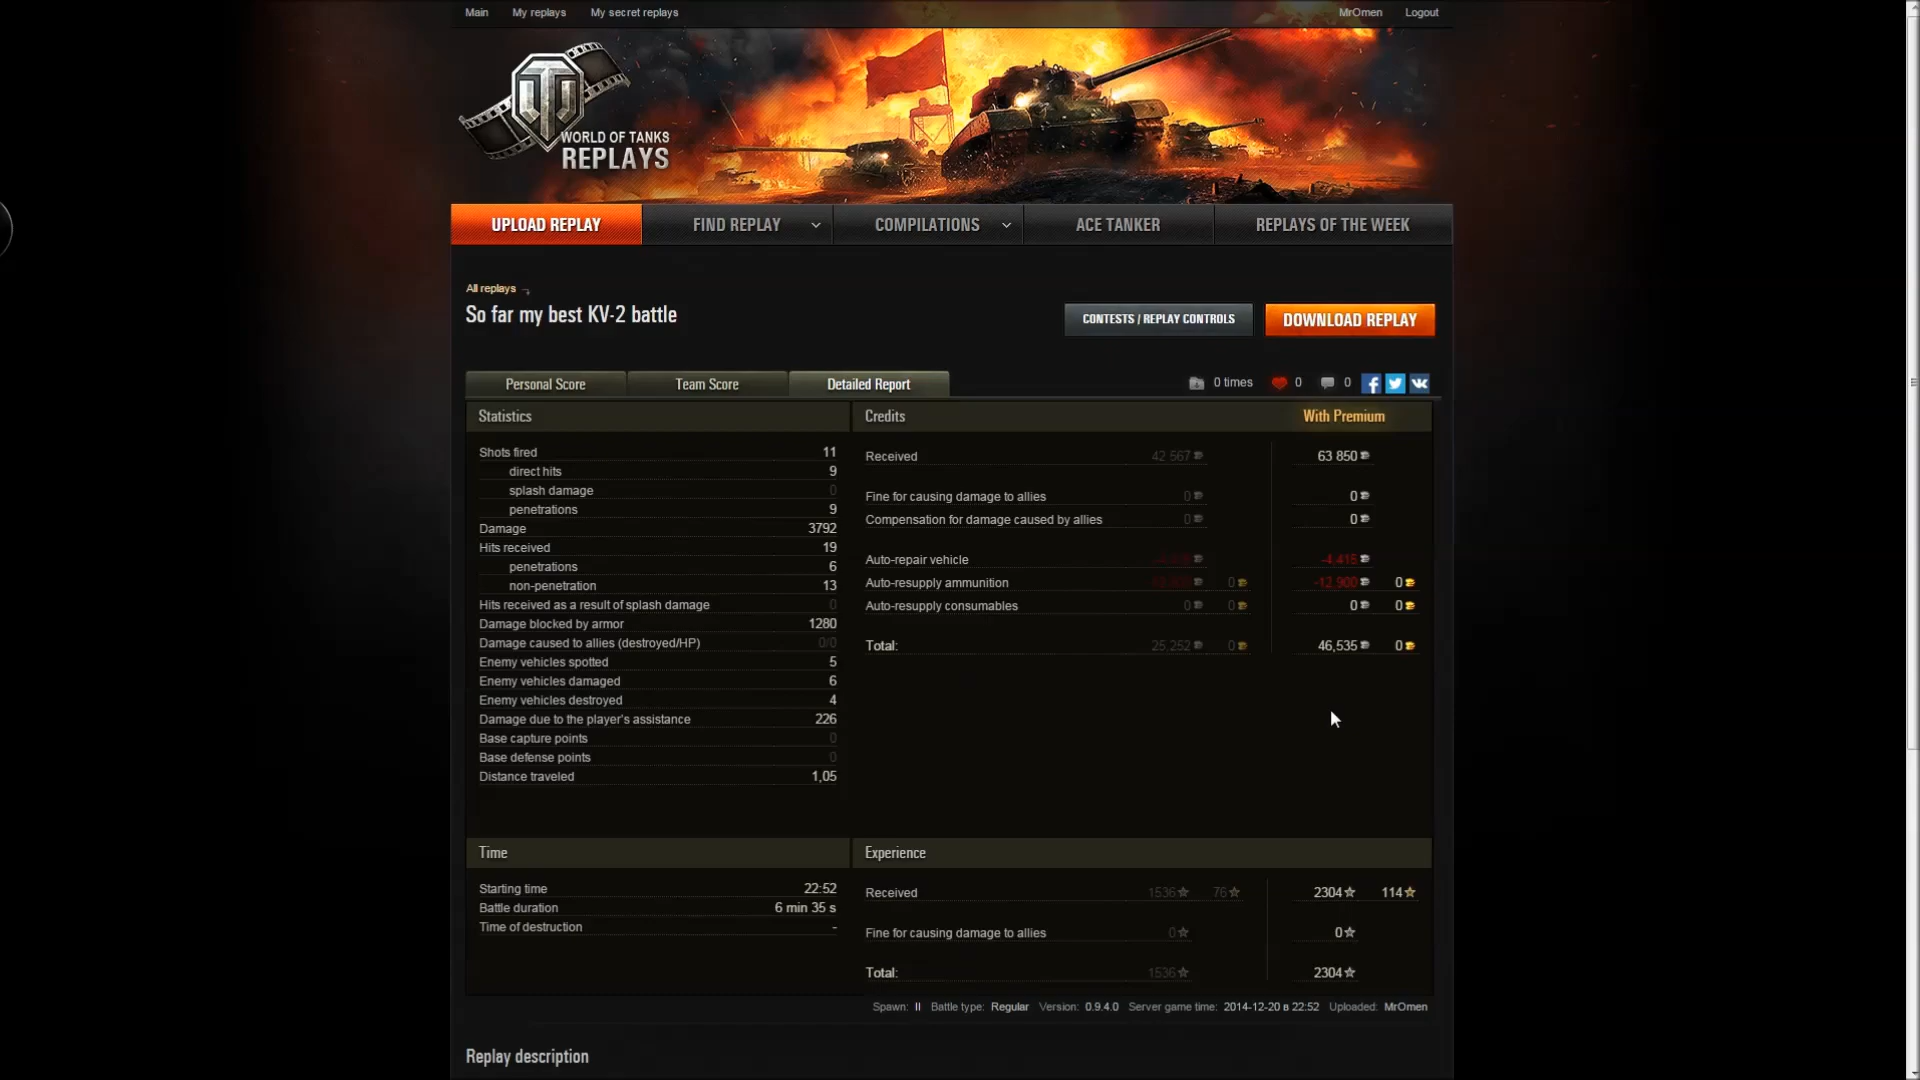 Main My replays My secret replays MrOmen Logout
WORLD OF TANKS
REPLAYS
UPLOAD REPLAY FIND REPLAY COMPILATIONS ACE TANKER REPLAYS OF THE WEEK
All replays
So far my best KV-2 battle
CONTESTS / REPLAY CONTROLS DOWNLOAD REPLAY
Personal Score Team Score Detailed Report 0 times 0 0
Statistics
Shots fired 11
direct hits 9
splash damage 0
penetrations 9
Damage 3792
Hits received 19
penetrations 6
non-penetration 13
Hits received as a result of splash damage 0
Damage blocked by armor 1280
Damage caused to allies (destroyed/HP) 0/0
Enemy vehicles spotted 5
Enemy vehicles damaged 6
Enemy vehicles destroyed 4
Damage due to the player's assistance 226
Base capture points 0
Base defense points 0
Distance traveled 1,05
Credits With Premium
Received 42 567 63 850
Fine for causing damage to allies 0 0
Compensation for damage caused by allies 0 0
Auto-repair vehicle -4,415
Auto-resupply ammunition 0 -12,900 0
Auto-resupply consumables 0 0 0 0
Total: 25,252 0 46,535 0
Time
Starting time 22:52
Battle duration 6 min 35 s
Time of destruction -
Experience
Received 1536 76 2304 114
Fine for causing damage to allies 0 0
Total: 1536 2304
Spawn: II Battle type: Regular Version: 0.9.4.0 Server game time: 2014-12-20 в 22:52 Uploaded: MrOmen
Replay description